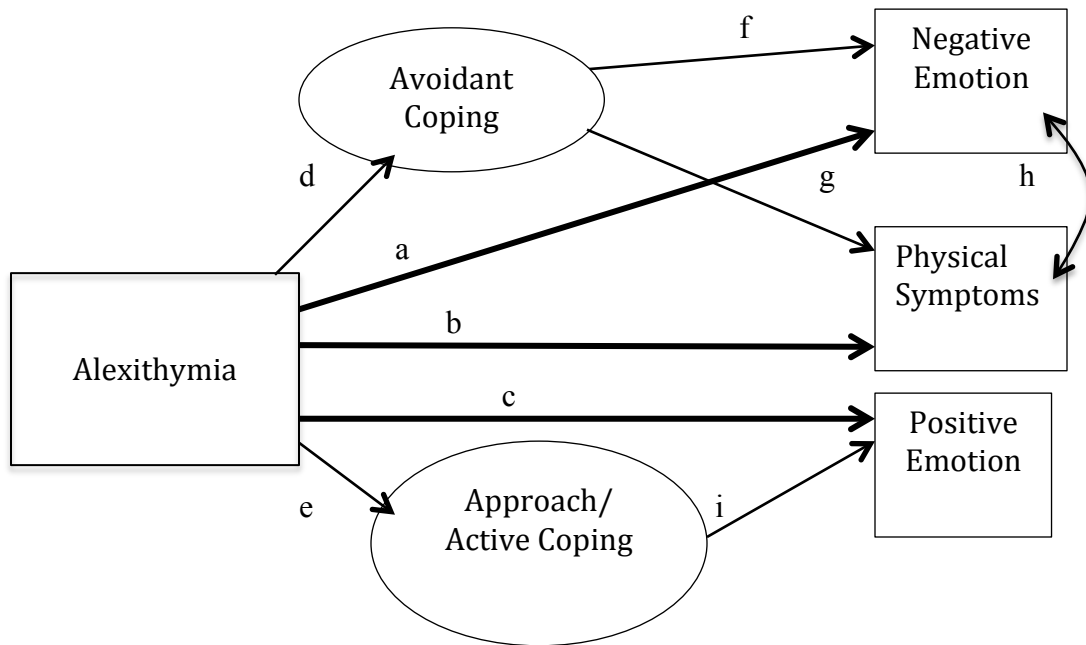 f
Negative
Emotion
Avoidant
Coping
d
g
h
a
Physical
Symptoms
b
Alexithymia
c
Positive
Emotion
e
Approach/
Active Coping
i